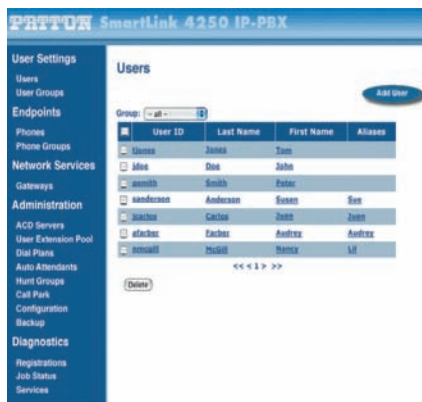 PATTON SmartLink 4250 IP-PBX
User Settings
Users
User Groups
Endpoints
Phones
Phone Groups
Network Services
Gateways
Administration
ACD Servers
User Extension Pool
Dial Plans
Auto Attendants
Hunt Groups
Call Park
Configuration
Backup
Diagnostics
Registrations
Job Status
Services
Users
Add User
Group: - all -
User ID Last Name First Name Aliases
tjones Jones Tom
jdoe Doe John
psmith Smith Peter
sanderson Anderson Susan Sue
jcarlos Carlos Juan Juan
afarber Farber Audrey Audrey
nmcgill McGill Nancy Lil
<< < 1 > >>
Delete